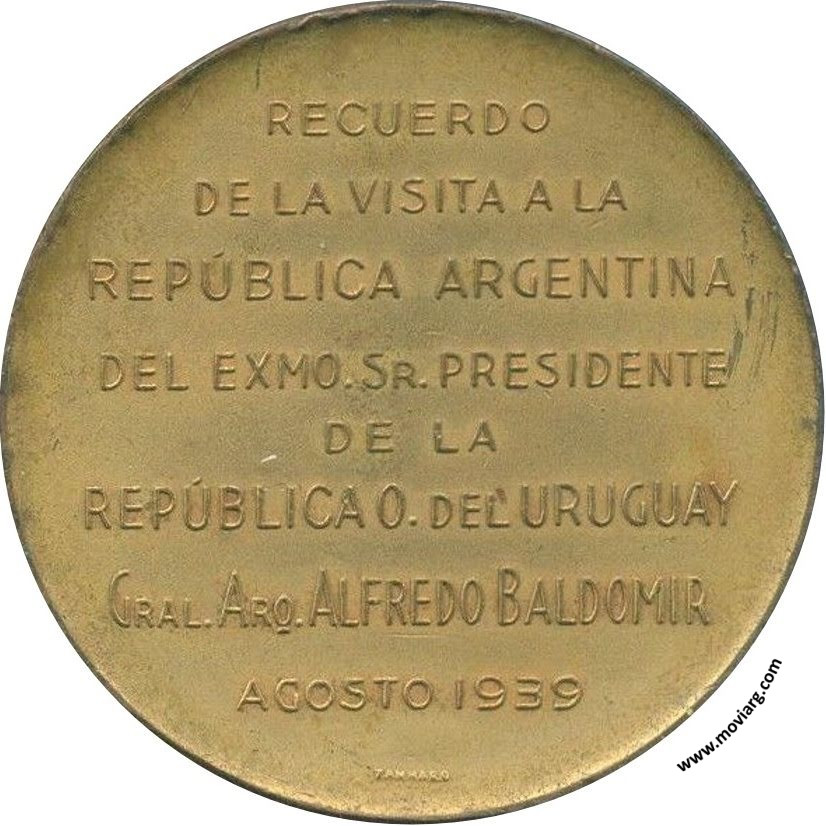 RECUERDO
DE LA VISITA A LA
REPÚBLICA ARGENTINA
DEL EXMO. SR. PRESIDENTE
DE LA
REPÚBLICA O. DEL URUGUAY
GRAL. ARQ. ALFREDO BALDOMIR
AGOSTO 1939
TAMMARO
www.moviarg.com